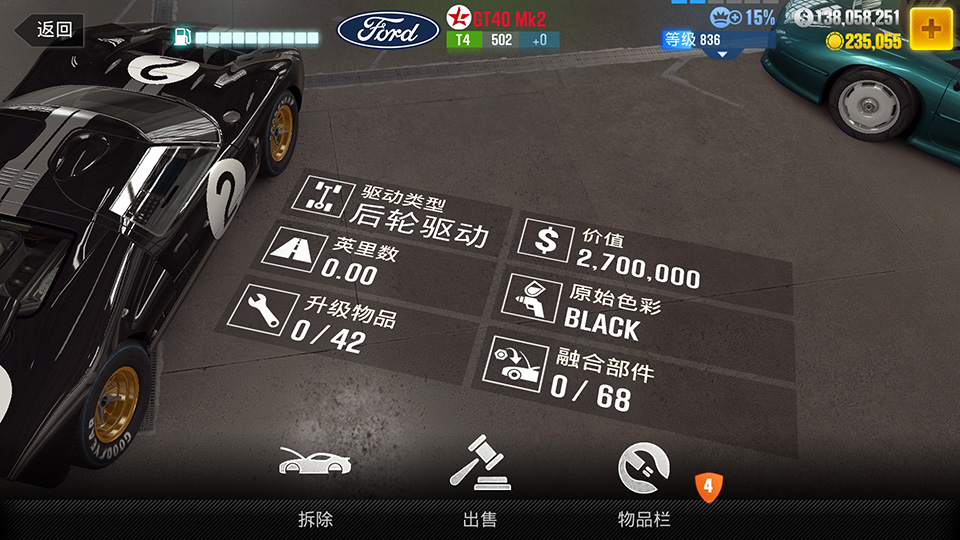 返回
Ford
GT40 Mk2
T4 502 +0
15%
等级 836
138,058,251
235,055
2
2
驱动类型
后轮驱动
英里数
0.00
升级物品
0/42
价值
2,700,000
原始色彩
BLACK
融合部件
0/68
GOODYEAR
拆除
出售
物品栏
4